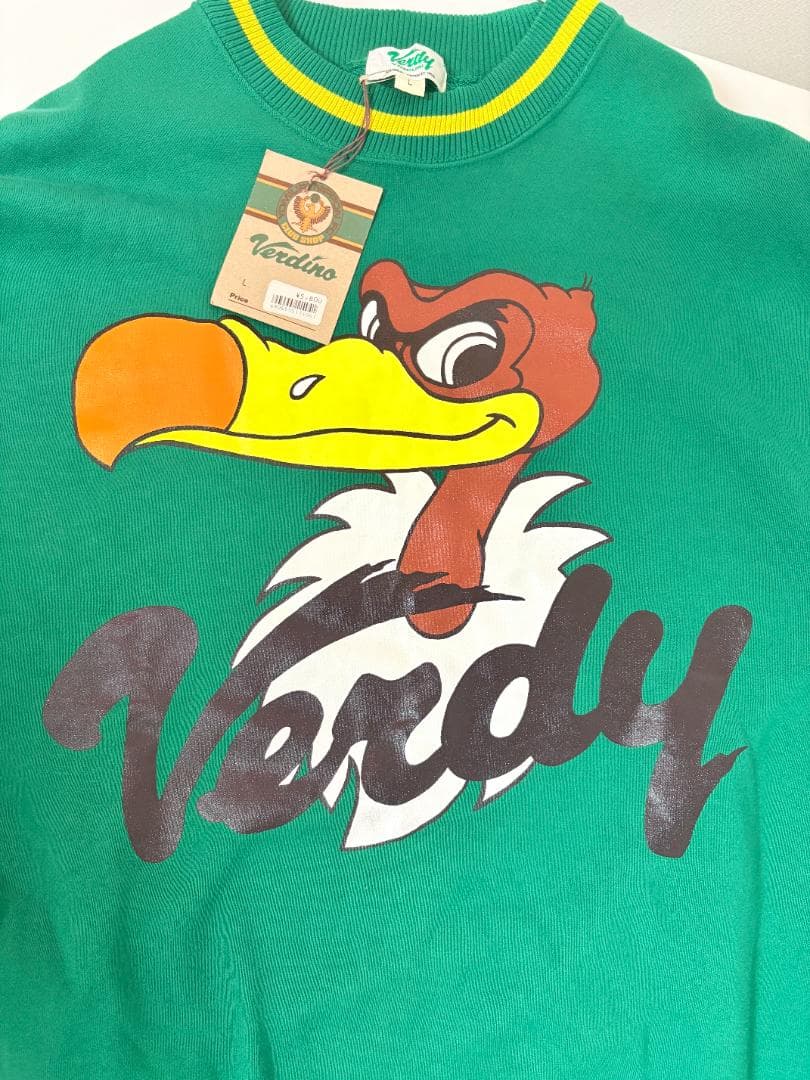 Verdy
L
CLUB SHOP
Verdino
L
¥5,800
Price
Verdy